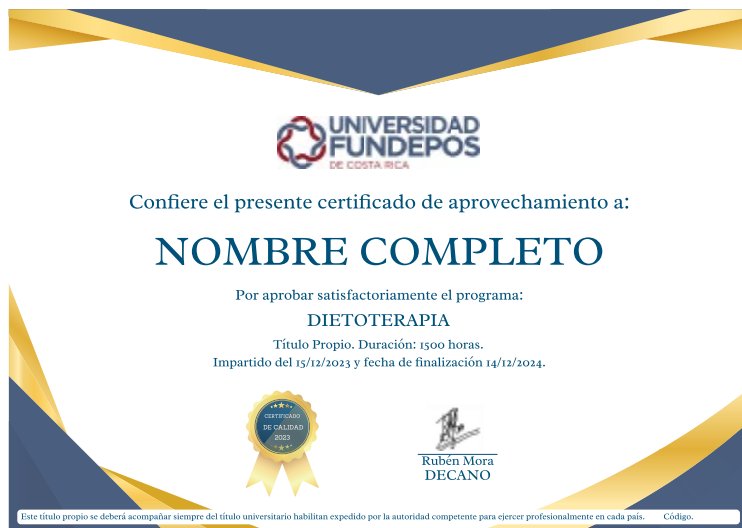 UNIVERSIDAD
FUNDEPOS
DE COSTA RICA
Confiere el presente certificado de aprovechamiento a:
NOMBRE COMPLETO
Por aprobar satisfactoriamente el programa:
DIETOTERAPIA
Título Propio. Duración: 1500 horas.
Impartido del 15/12/2023 y fecha de finalización 14/12/2024.
CERTIFICADO
DE CALIDAD
2023
Rubén Mora
DECANO
Este título propio se deberá acompañar siempre del título universitario habilitan expedido por la autoridad competente para ejercer profesionalmente en cada país. Código.